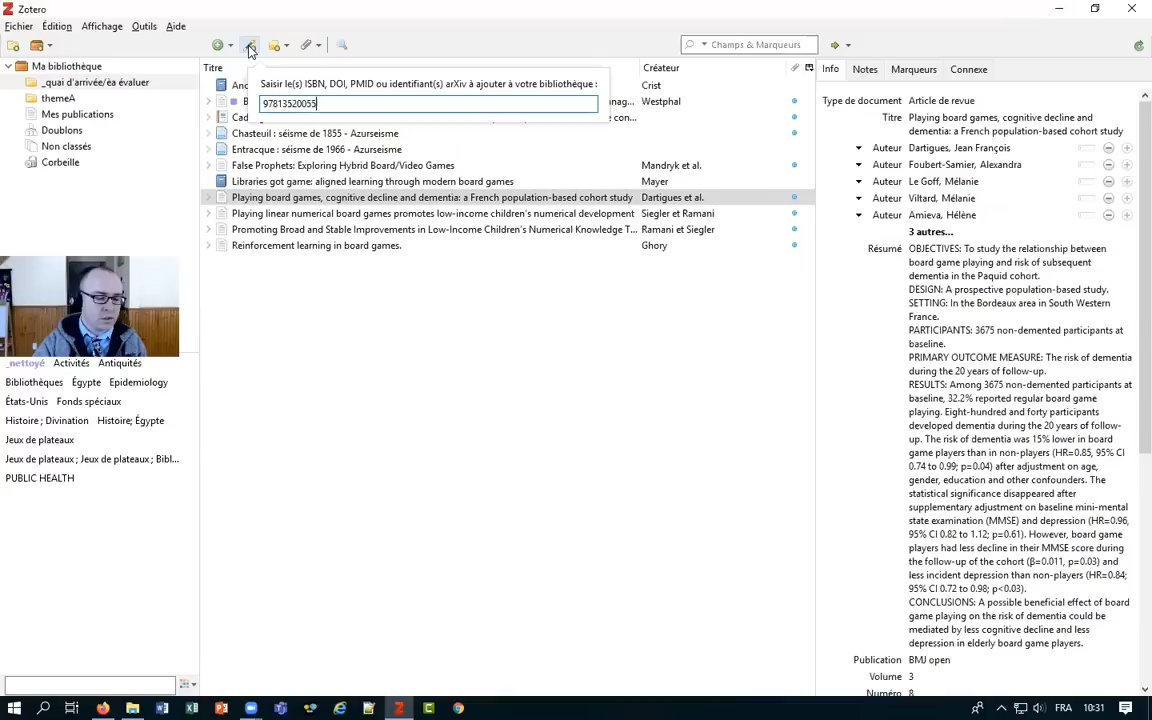 Zotero
Fichier Édition Affichage Outils Aide
Champs & Marqueurs
Ma bibliothèque
_quai d'arrivée/éa évaluer
themeA
Mes publications
Doublons
Non classés
Corbeille
Titre Créateur
Saisir le(s) ISBN, DOI, PMID ou identifiant(s) arXiv à ajouter à votre bibliothèque :
97813520055
Crist
Westphal
Chasteuil : séisme de 1855 - Azurseisme
Entracque : séisme de 1966 - Azurseisme
False Prophets: Exploring Hybrid Board/Video Games Mandryk et al.
Libraries got game: aligned learning through modern board games Mayer
Playing board games, cognitive decline and dementia: a French population-based cohort study Dartigues et al.
Playing linear numerical board games promotes low-income children's numerical development Siegler et Ramani
Promoting Broad and Stable Improvements in Low-Income Children's Numerical Knowledge T... Ramani et Siegler
Reinforcement learning in board games. Ghory
_nettoyé Activités Antiquités
Bibliothèques Égypte Epidemiology
États-Unis Fonds spéciaux
Histoire ; Divination Histoire; Égypte
Jeux de plateaux
Jeux de plateaux ; Jeux de plateaux ; Bibl...
PUBLIC HEALTH
Info Notes Marqueurs Connexe
Type de document Article de revue
Titre Playing board games, cognitive decline and
dementia: a French population-based cohort study
Auteur Dartigues, Jean François
Auteur Foubert-Samier, Alexandra
Auteur Le Goff, Mélanie
Auteur Viltard, Mélanie
Auteur Amieva, Hélène
3 autres...
Résumé OBJECTIVES: To study the relationship between
board game playing and risk of subsequent
dementia in the Paquid cohort.
DESIGN: A prospective population-based study.
SETTING: In the Bordeaux area in South Western
France.
PARTICIPANTS: 3675 non-demented participants at
baseline.
PRIMARY OUTCOME MEASURE: The risk of dementia
during the 20 years of follow-up.
RESULTS: Among 3675 non-demented participants at
baseline, 32.2% reported regular board game
playing. Eight-hundred and forty participants
developed dementia during the 20 years of follow-
up. The risk of dementia was 15% lower in board
game players than in non-players (HR=0.85, 95% CI
0.74 to 0.99; p=0.04) after adjustment on age,
gender, education and other confounders. The
statistical significance disappeared after
supplementary adjustment on baseline mini-mental
state examination (MMSE) and depression (HR=0.96,
95% CI 0.82 to 1.12; p=0.61). However, board game
players had less decline in their MMSE score during
the follow-up of the cohort (β=0.011, p=0.03) and
less incident depression than non-players (HR=0.84;
95% CI 0.72 to 0.98; p<0.03).
CONCLUSIONS: A possible beneficial effect of board
game playing on the risk of dementia could be
mediated by less cognitive decline and less
depression in elderly board game players.
Publication BMJ open
Volume 3
Numéro 8
FRA 10:31